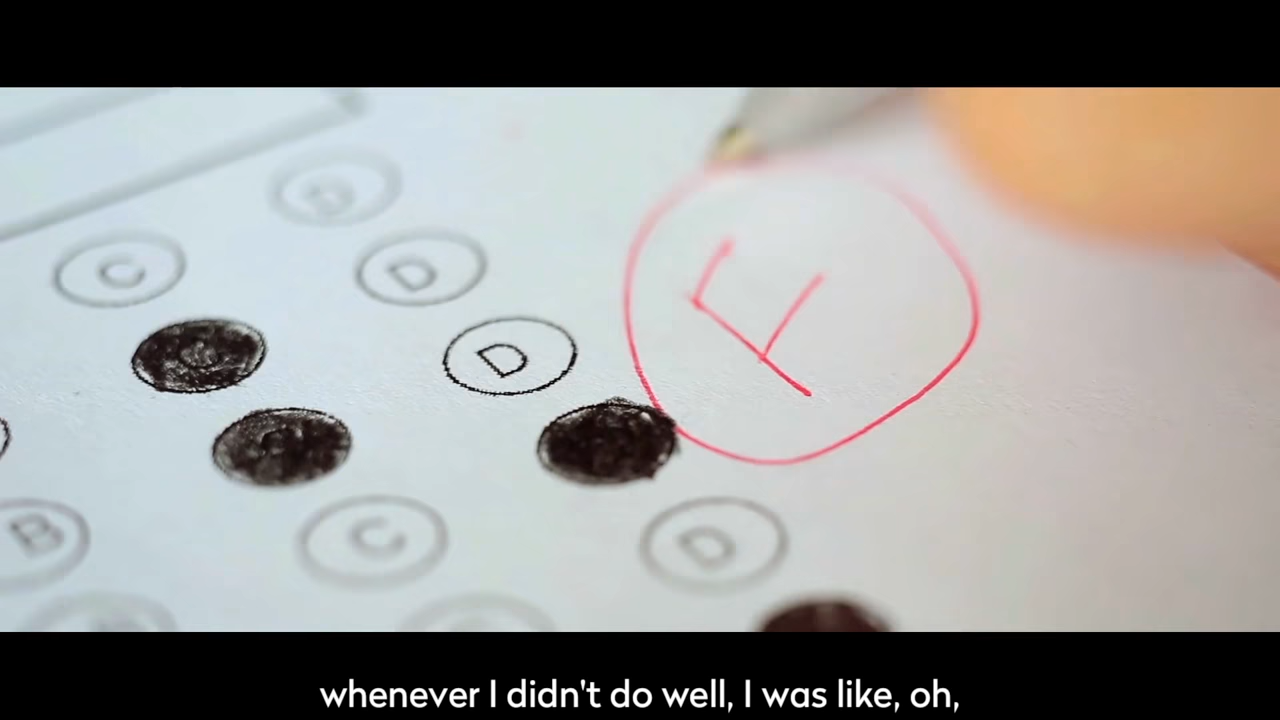 D
C D
D
F
B C D
whenever I didn't do well, I was like, oh,